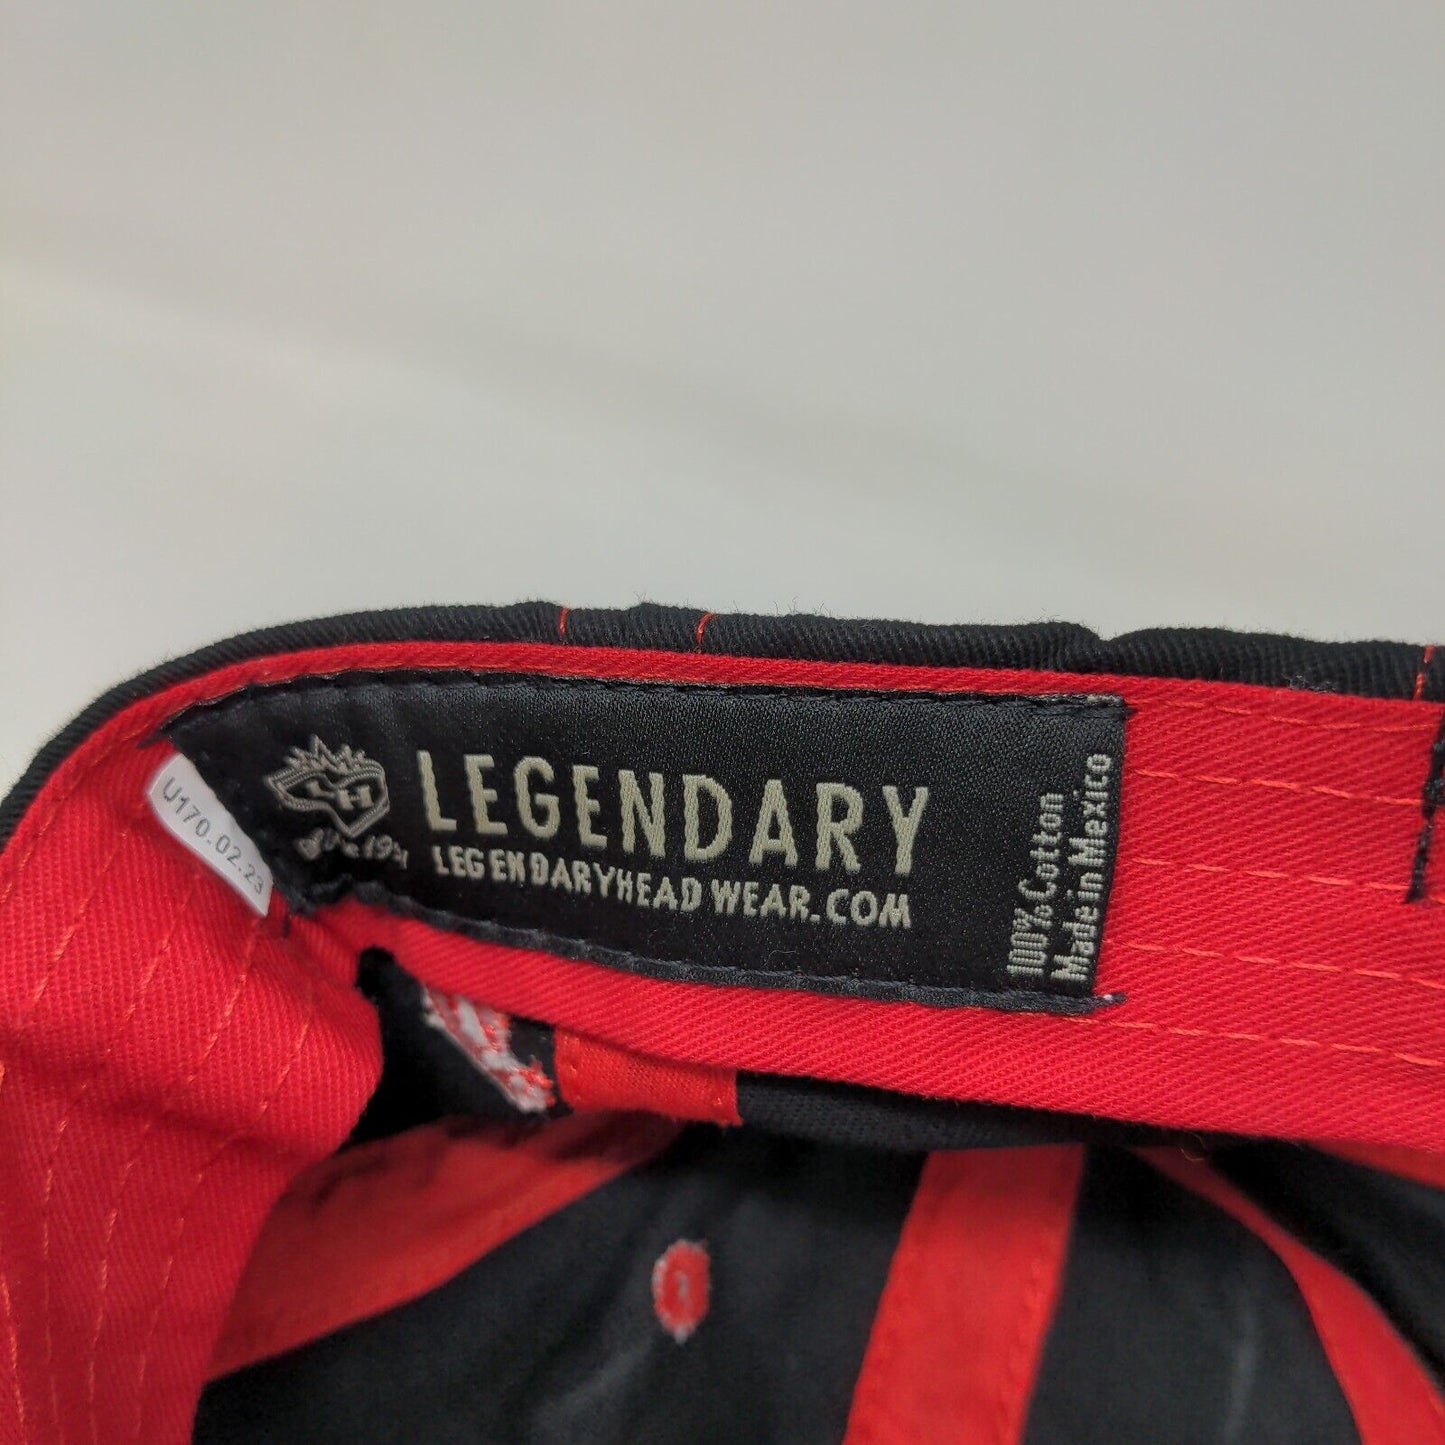 U170.02.23
LH
LEGENDARY
LEGENDARYHEADWEAR.COM
100% Cotton
Made in Mexico